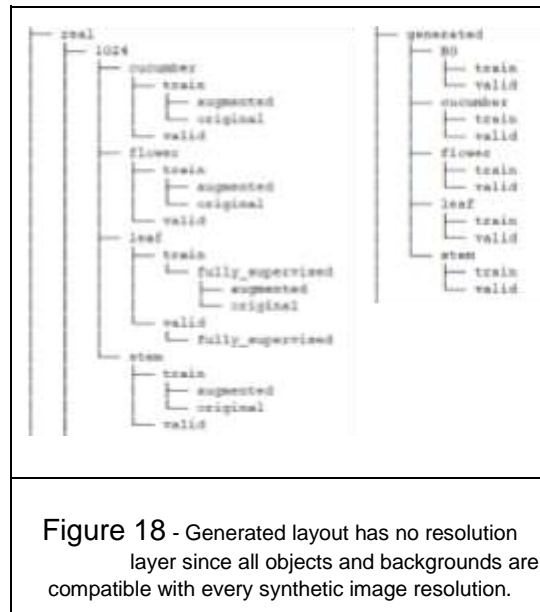 ├── real
│   ├── 1024
│   │   ├── cucumber
│   │   │   ├── train
│   │   │   │   ├── augmented
│   │   │   │   └── original
│   │   │   └── valid
│   │   ├── flower
│   │   │   ├── train
│   │   │   │   ├── augmented
│   │   │   │   └── original
│   │   │   └── valid
│   │   ├── leaf
│   │   │   ├── train
│   │   │   │   └── fully_supervised
│   │   │   │       ├── augmented
│   │   │   │       └── original
│   │   │   └── valid
│   │   │       └── fully_supervised
│   │   └── stem
│   │       ├── train
│   │       │   ├── augmented
│   │       │   └── original
│   │       └── valid
├── generated
│   ├── BG
│   │   ├── train
│   │   └── valid
│   ├── cucumber
│   │   ├── train
│   │   └── valid
│   ├── flower
│   │   ├── train
│   │   └── valid
│   ├── leaf
│   │   ├── train
│   │   └── valid
│   └── stem
│       ├── train
│       └── valid
Figure 18 - Generated layout has no resolution
layer since all objects and backgrounds are
compatible with every synthetic image resolution.